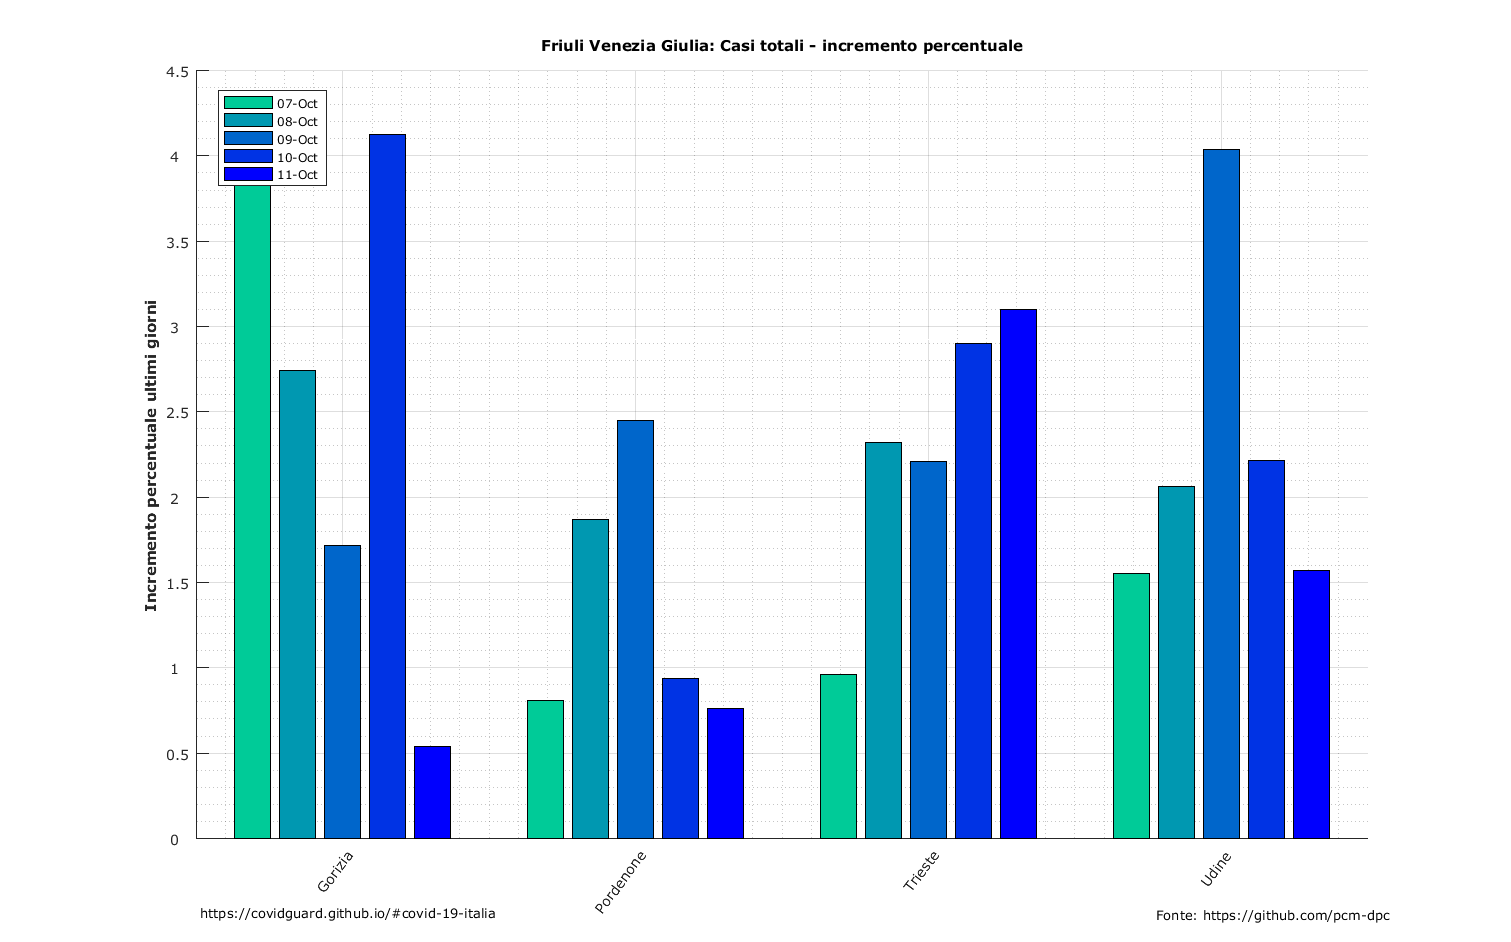 Friuli Venezia Giulia: Casi totali - incremento percentuale
Incremento percentuale ultimi giorni
4.5
4
3.5
3
2.5
2
1.5
1
0.5
0
07-Oct
08-Oct
09-Oct
10-Oct
11-Oct
Gorizia
Pordenone
Trieste
Udine
https://covidguard.github.io/#covid-19-italia
Fonte: https://github.com/pcm-dpc